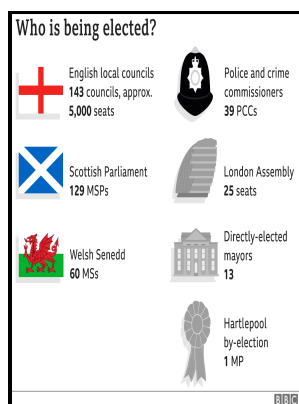 Who is being elected?
English local councils
143 councils, approx.
5,000 seats
Police and crime
commissioners
39 PCCs
Scottish Parliament
129 MSPs
London Assembly
25 seats
Welsh Senedd
60 MSs
Directly-elected
mayors
13
Hartlepool
by-election
1 MP
BBC